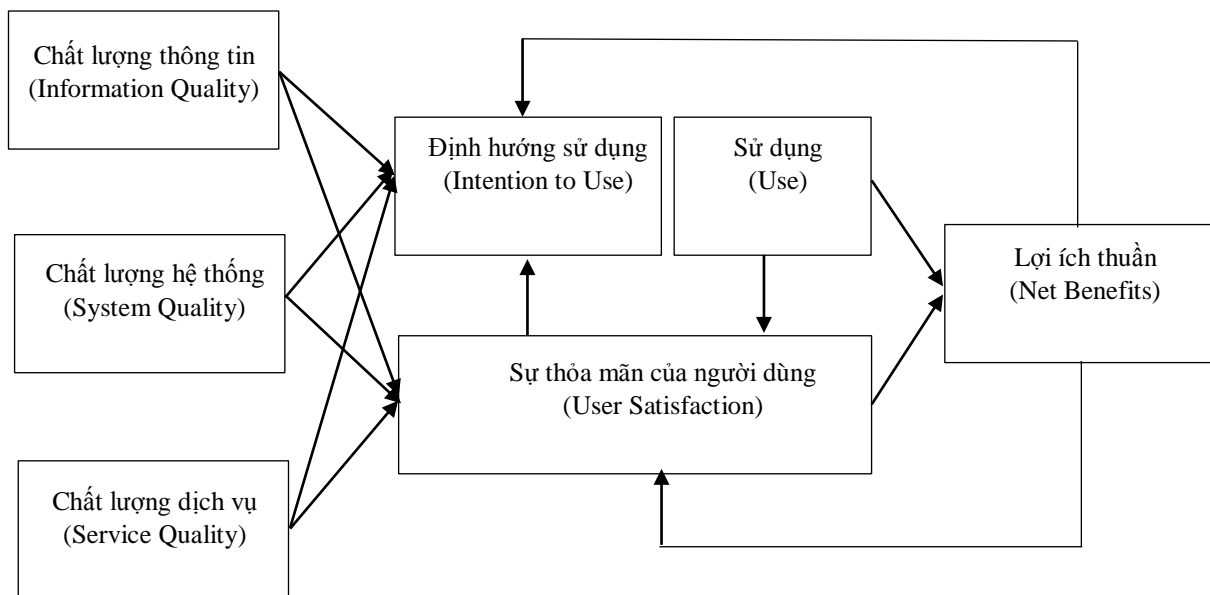 Chất lượng thông tin
(Information Quality)
Định hướng sử dụng
(Intention to Use)
Sử dụng
(Use)
Chất lượng hệ thống
(System Quality)
Lợi ích thuần
(Net Benefits)
Sự thỏa mãn của người dùng
(User Satisfaction)
Chất lượng dịch vụ
(Service Quality)